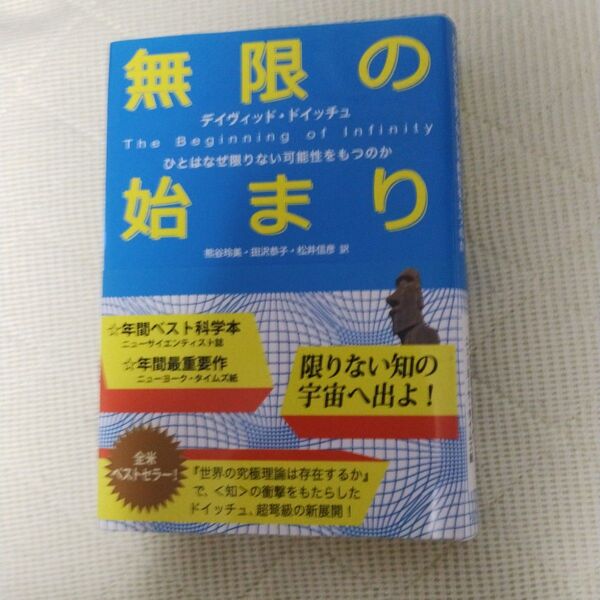 無限の
デイヴィッド・ドイッチュ
The Beginning of Infinity
ひとはなぜ限りない可能性をもつのか
始まり
熊谷玲美・田沢恭子・松井信彦 訳
☆年間ベスト科学本
ニューサイエンティスト誌
☆年間最重要作
ニューヨーク・タイムズ紙
限りない知の
宇宙へ出よ！
全米
ベストセラー！
『世界の究極理論は存在するか』
で、<知>の衝撃をもたらした
ドイッチュ、超弩級の新展開！